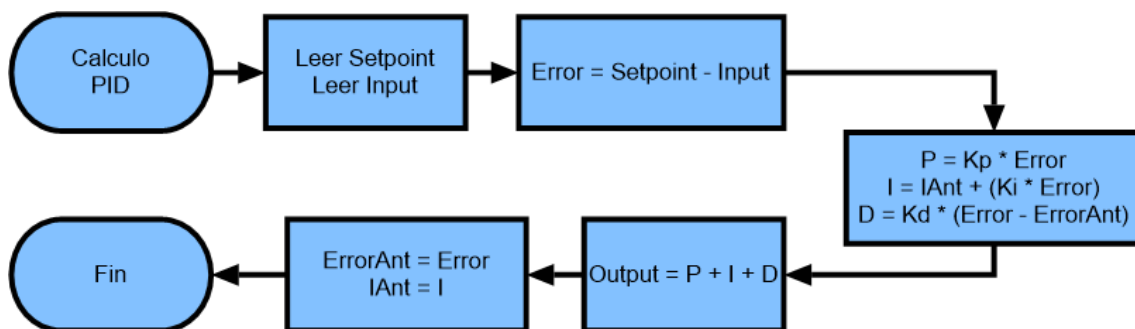 Calculo
PID
Leer Setpoint
Leer Input
Error = Setpoint - Input
P = Kp * Error
I = IAnt + (Ki * Error)
D = Kd * (Error - ErrorAnt)
Output = P + I + D
ErrorAnt = Error
IAnt = I
Fin